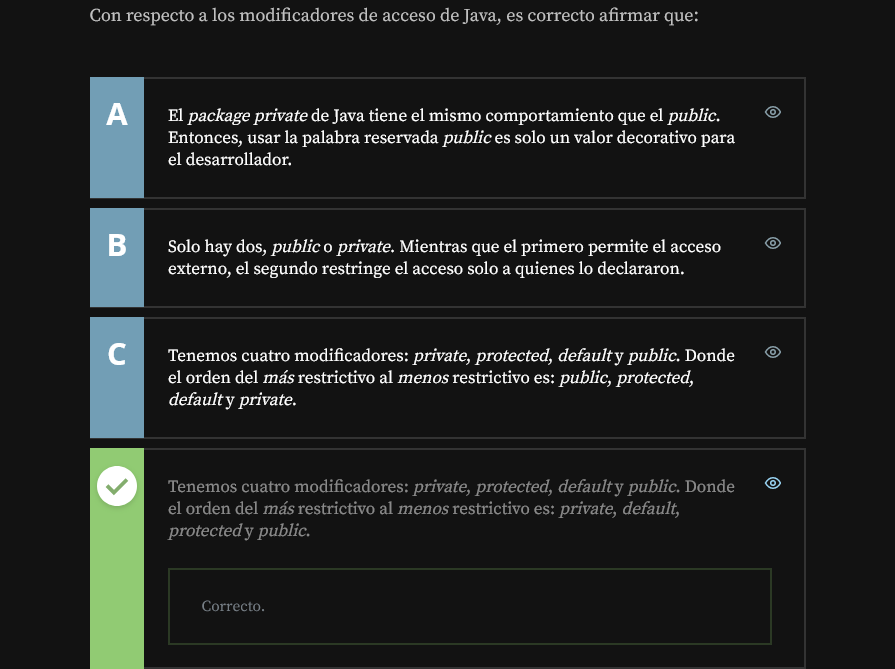 Con respecto a los modificadores de acceso de Java, es correcto afirmar que:
A
El package private de Java tiene el mismo comportamiento que el public.
Entonces, usar la palabra reservada public es solo un valor decorativo para
el desarrollador.
B
Solo hay dos, public o private. Mientras que el primero permite el acceso
externo, el segundo restringe el acceso solo a quienes lo declararon.
C
Tenemos cuatro modificadores: private, protected, default y public. Donde
el orden del más restrictivo al menos restrictivo es: public, protected,
default y private.
Tenemos cuatro modificadores: private, protected, default y public. Donde
el orden del más restrictivo al menos restrictivo es: private, default,
protected y public.
Correcto.